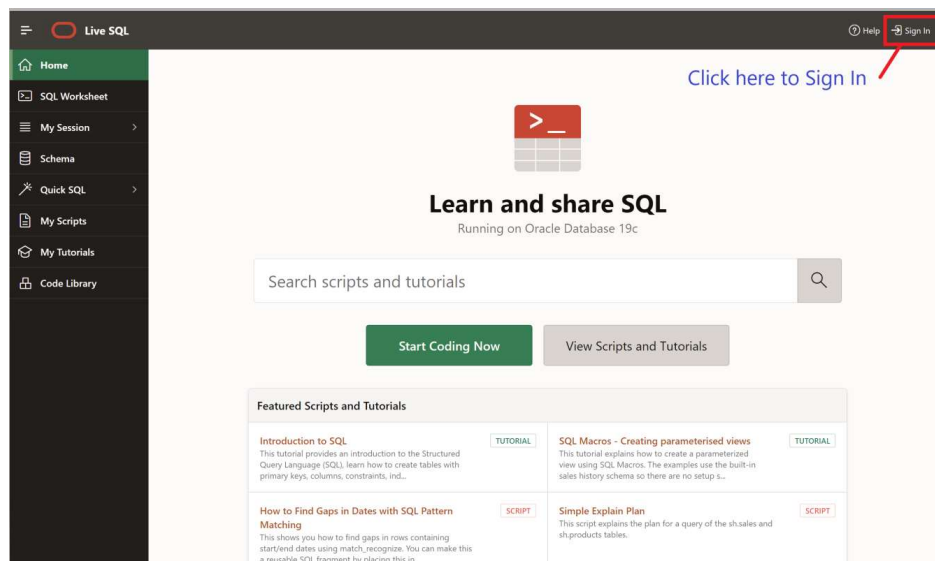 Live SQL
Help
Sign In
Home
Click here to Sign In
SQL Worksheet
My Session
Schema
Quick SQL
My Scripts
My Tutorials
Code Library
>_
Learn and share SQL
Running on Oracle Database 19c
Search scripts and tutorials
Start Coding Now
View Scripts and Tutorials
Featured Scripts and Tutorials
Introduction to SQL
TUTORIAL
This tutorial provides an introduction to the Structured
Query Language (SQL), learn how to create tables with
primary keys, columns, constraints, ind...
SQL Macros - Creating parameterised views
TUTORIAL
This tutorial explains how to create a parameterized
view using SQL Macros. The examples use the built-in
sales history schema so there are no setup s...
How to Find Gaps in Dates with SQL Pattern
Matching
SCRIPT
This shows you how to find gaps in rows containing
start/end dates using match_recognize. You can make this
a reusable SQL fragment by placing this in
Simple Explain Plan
SCRIPT
This script explains the plan for a query of the sh.sales and
sh.products tables.